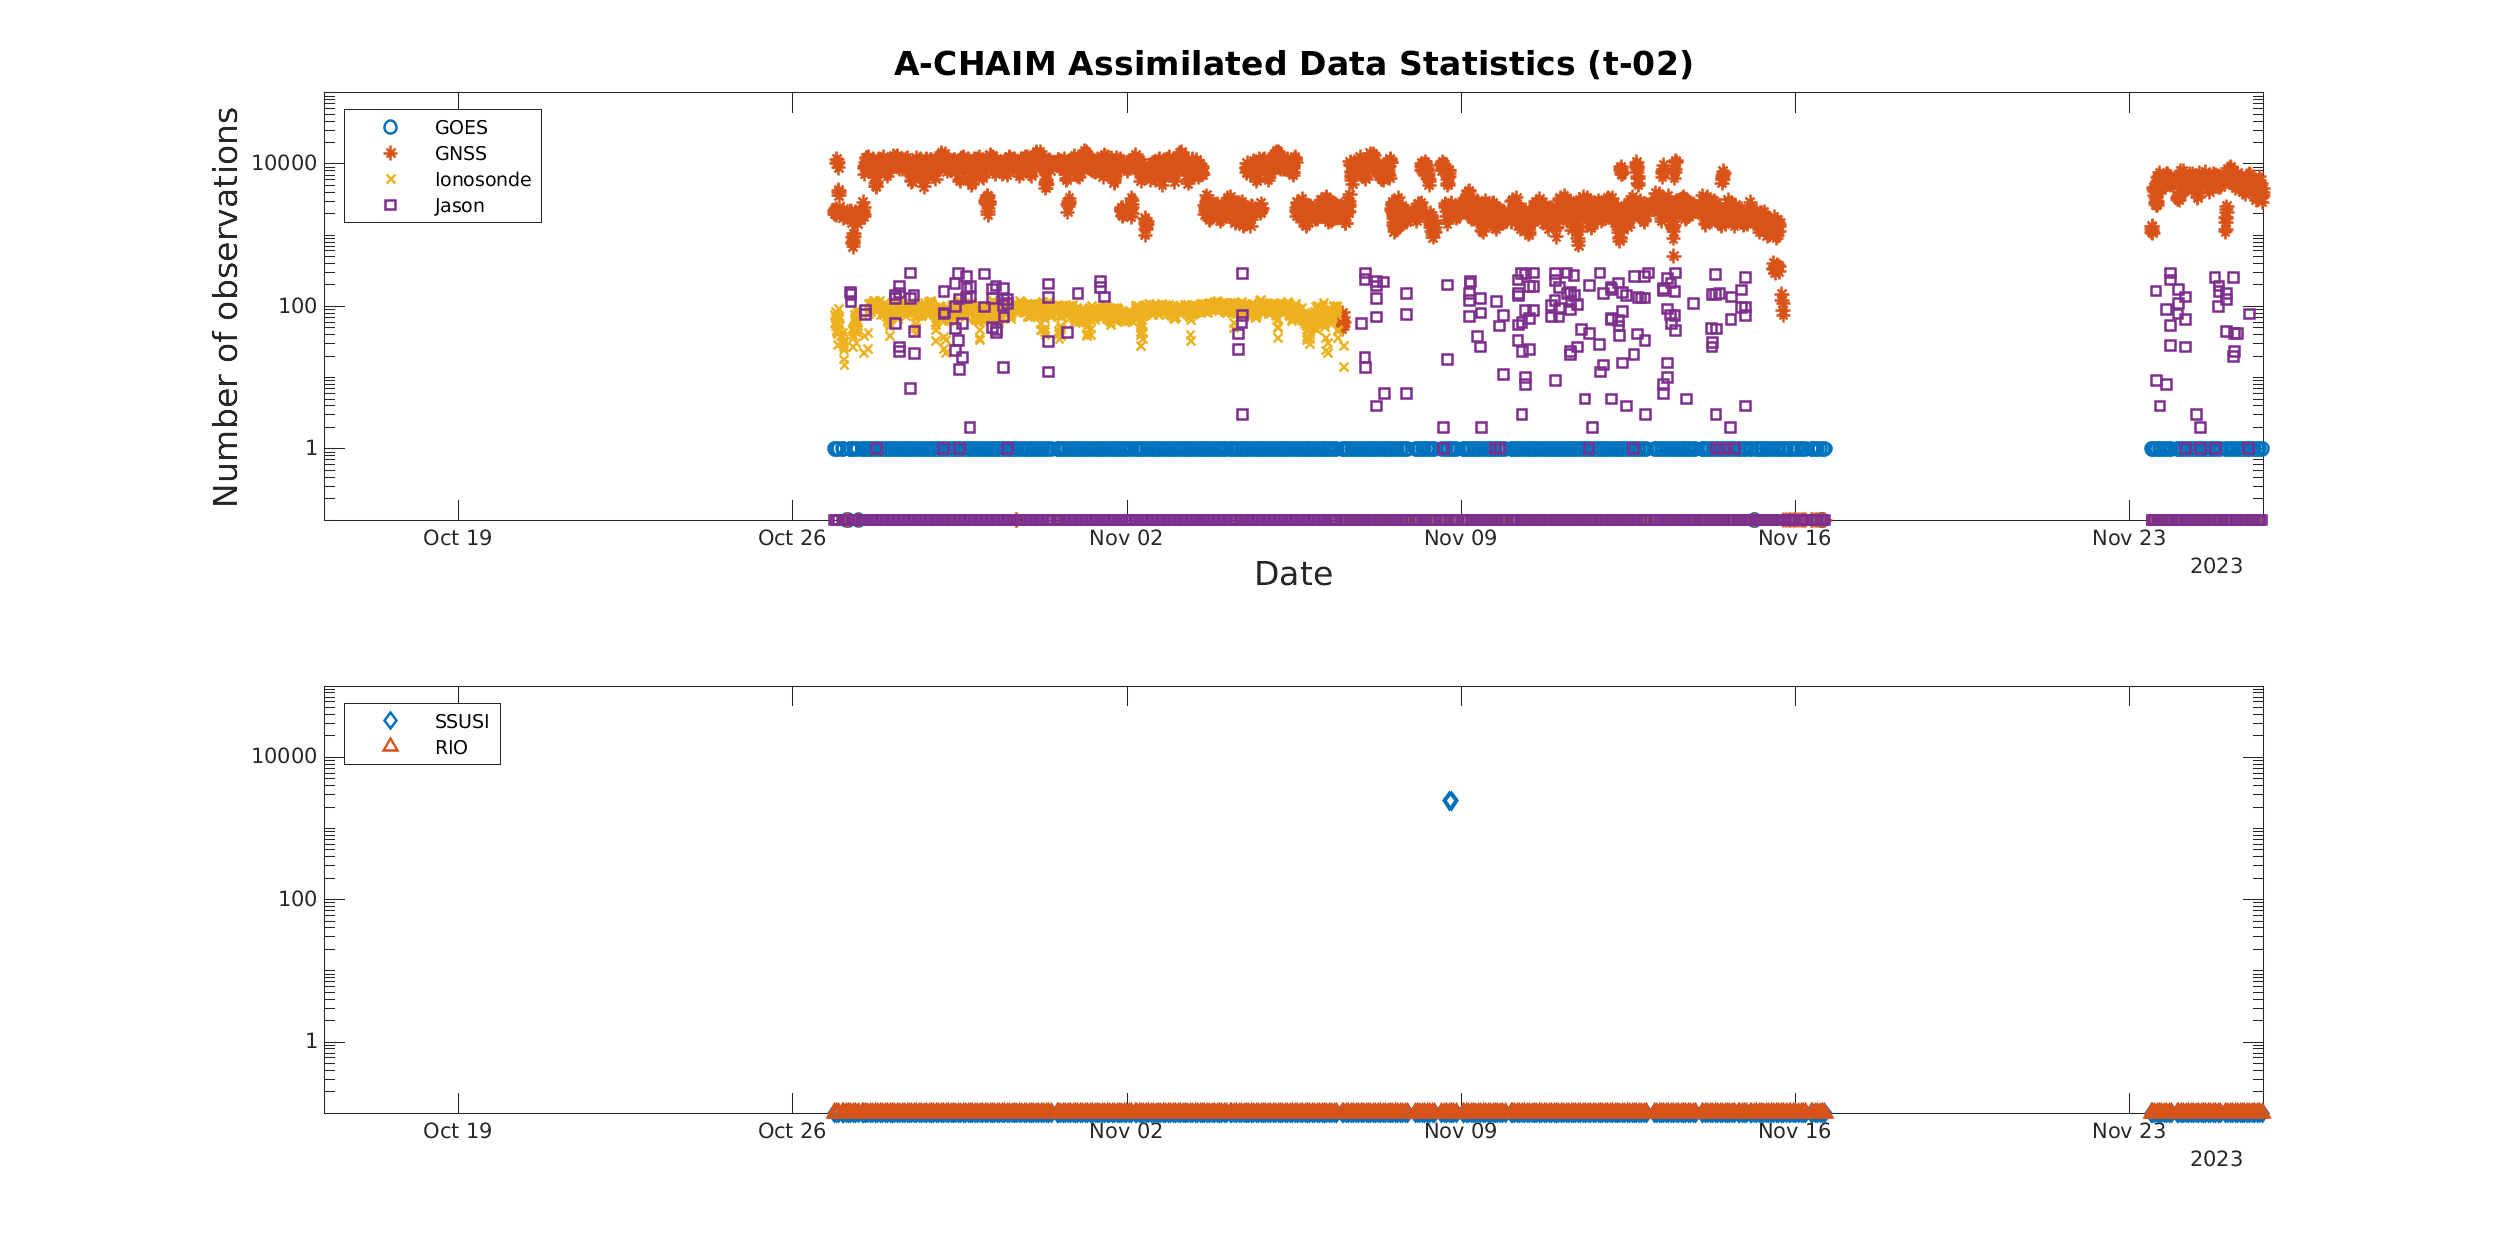 A-CHAIM Assimilated Data Statistics (t-02)
Number of observations
GOES
GNSS
Ionosonde
Jason
10000
100
1
Oct 19 Oct 26 Nov 02 Nov 09 Nov 16 Nov 23
2023
Date
SSUSI
RIO
10000
100
1
Oct 19 Oct 26 Nov 02 Nov 09 Nov 16 Nov 23
2023